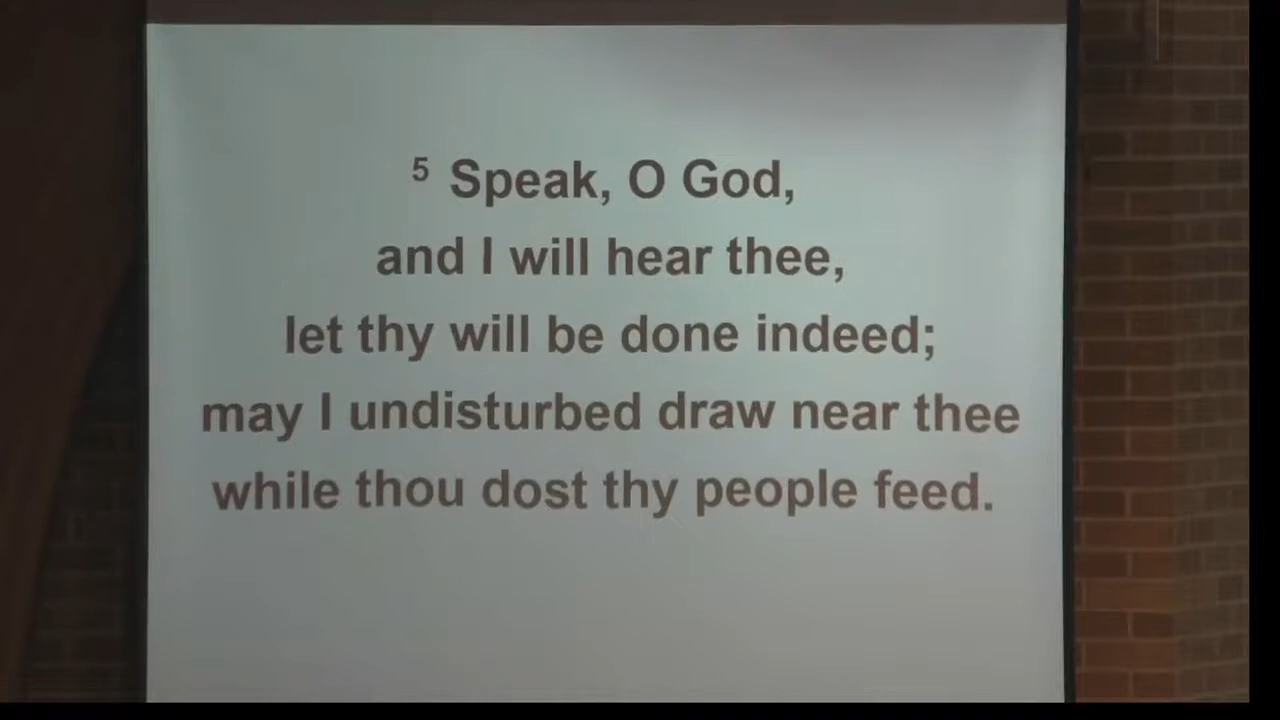 5 Speak, O God,
and I will hear thee,
let thy will be done indeed;
may I undisturbed draw near thee
while thou dost thy people feed.